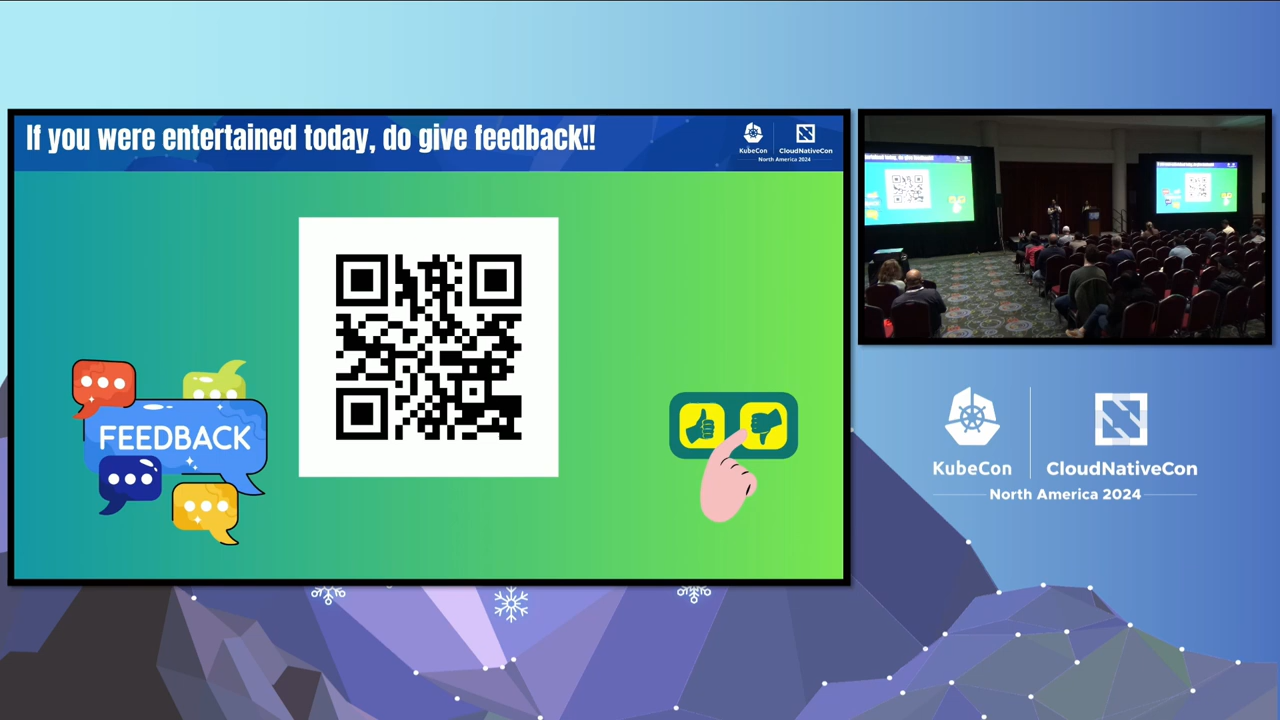 If you were entertained today, do give feedback!!
KubeCon
CloudNativeCon
North America 2024
FEEDBACK
KubeCon
CloudNativeCon
North America 2024